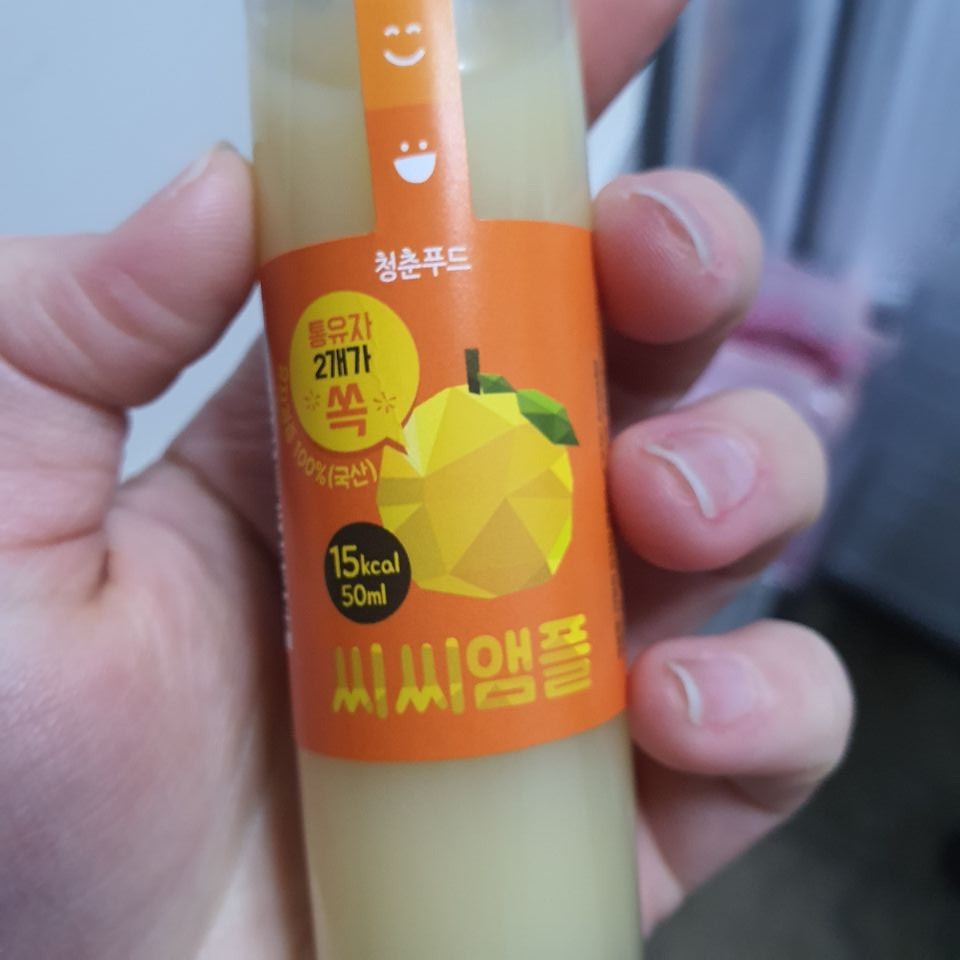 청춘푸드
통유자
2개가
쏙
100%(국산)
15kcal
50ml
씨씨앰플